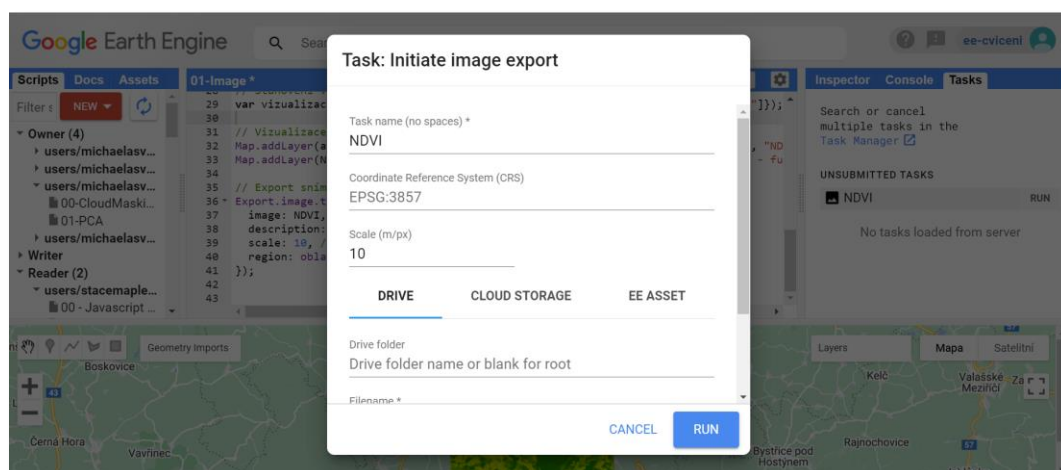 Google Earth Engine
Sear
ee-cviceni
Scripts Docs Assets
Filter s
NEW
Owner (4)
users/michaelasv...
users/michaelasv...
users/michaelasv...
00-CloudMaski...
01-PCA
users/michaelasv...
Writer
Reader (2)
users/stacemaple...
00 - Javascript ...
01-Image *
29 var vizualizac
"]});
30
31 // Vizualizace
32 Map.addLayer(a
, "ND
33 Map.addLayer(N
- fu
34
35 // Export snim
36 Export.image.t
37 image: NDVI,
38 description:
39 scale: 10, /
40 region: obla
41 });
42
43
Task: Initiate image export
Task name (no spaces) *
NDVI
Coordinate Reference System (CRS)
EPSG:3857
Scale (m/px)
10
DRIVE CLOUD STORAGE EE ASSET
Drive folder
Drive folder name or blank for root
Filename *
CANCEL RUN
Inspector Console Tasks
Search or cancel
multiple tasks in the
Task Manager
UNSUBMITTED TASKS
NDVI RUN
No tasks loaded from server
Geometry Imports
Layers
Mapa Satelitní
Boskovice
43
Černá Hora
Vavřinec
Kelč
Valašské
Meziříčí
Za
Rajnochovice
57
Bystřice pod
Hostýnem